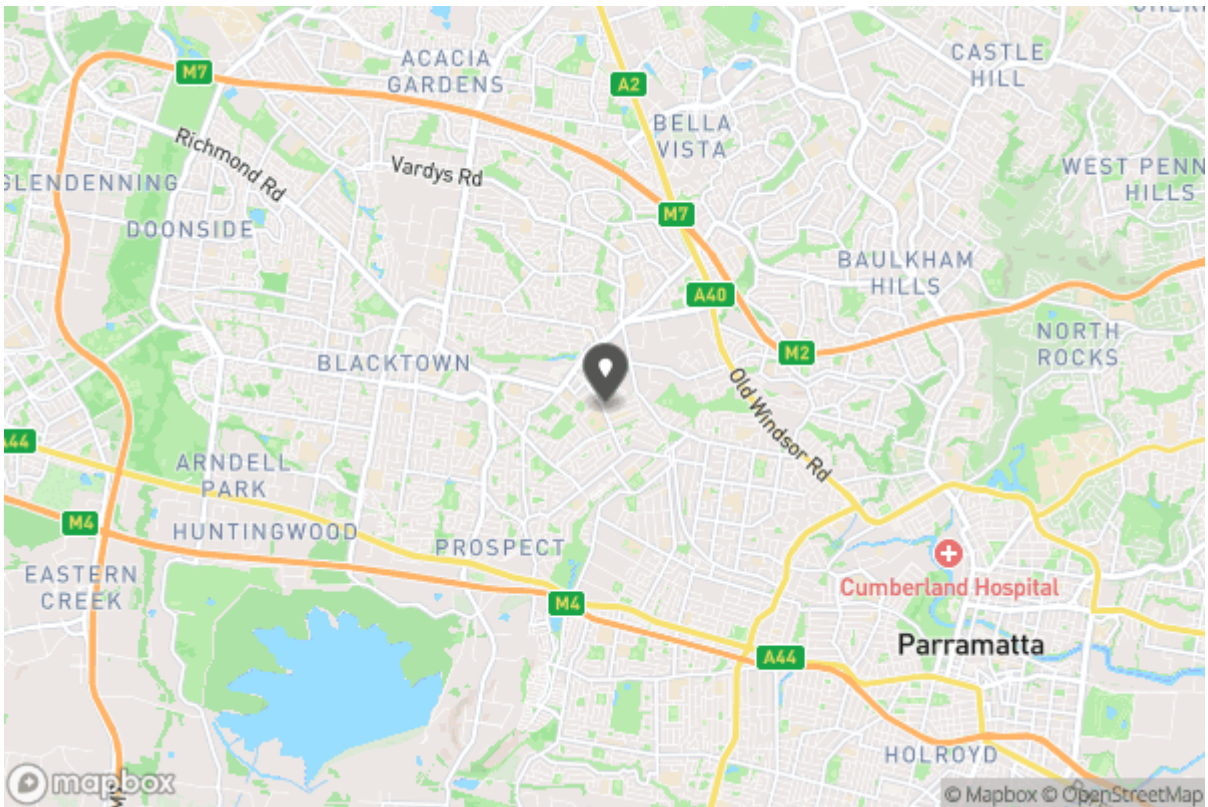 M7
ACACIA
GARDENS
A2
CASTLE
HILL
BELLA
VISTA
Richmond Rd
Vardys Rd
WEST PENN
HILLS
GLENDENNING
DOONSIDE
M7
BAULKHAM
HILLS
A40
NORTH
ROCKS
M2
BLACKTOWN
Old Windsor Rd
A44
ARNDELL
PARK
M4
HUNTINGWOOD
PROSPECT
Cumberland Hospital
EASTERN
CREEK
M4
Parramatta
A44
HOLROYD
mapbox
© Mapbox © OpenStreetMap